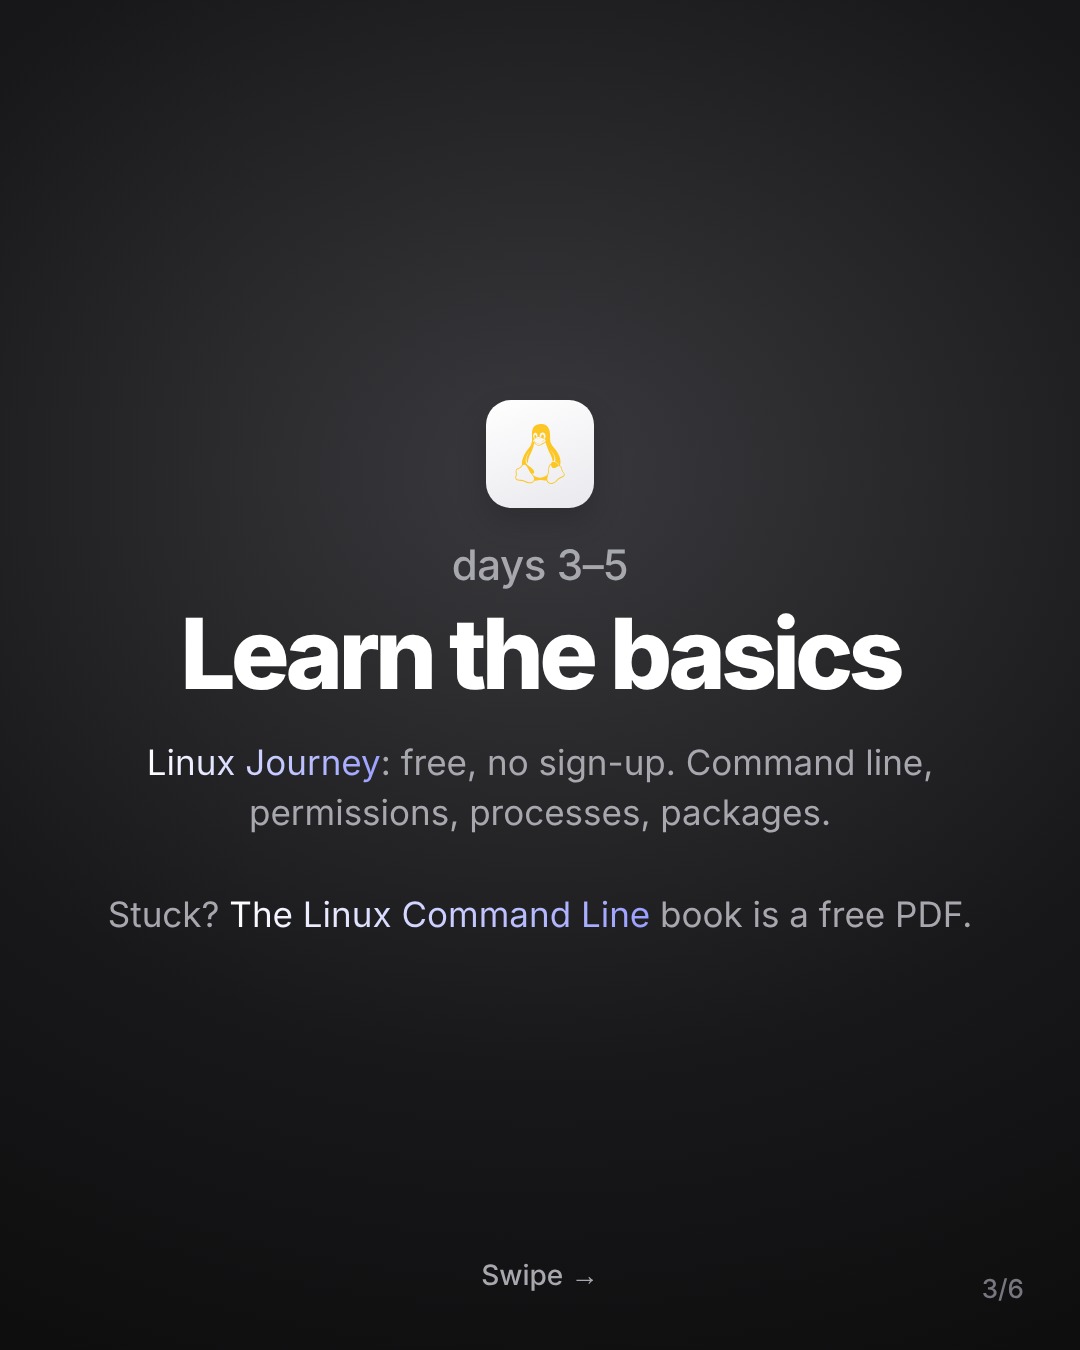 days 3–5
Learn the basics
Linux Journey: free, no sign-up. Command line,
permissions, processes, packages.
Stuck? The Linux Command Line book is a free PDF.
Swipe →
3/6